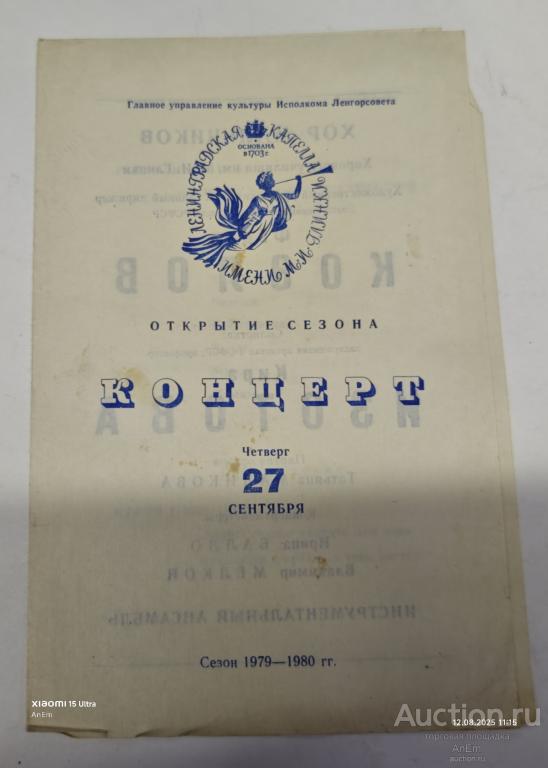 Главное управление культуры Исполкома Ленгорсовета
ЛЕНИНГРАДСКАЯ КАПЕЛЛА ИМЕНИ М.И. ГЛИНКИ
ОСНОВАНА
в 1703 г.
ОТКРЫТИЕ СЕЗОНА
КОНЦЕРТ
Четверг
27
СЕНТЯБРЯ
Сезон 1979—1980 гг.
XIAOMI 15 Ultra
AnEm
12.08.2025 11:15
Auction.ru
торговая площадка
AnEm
auction.ru